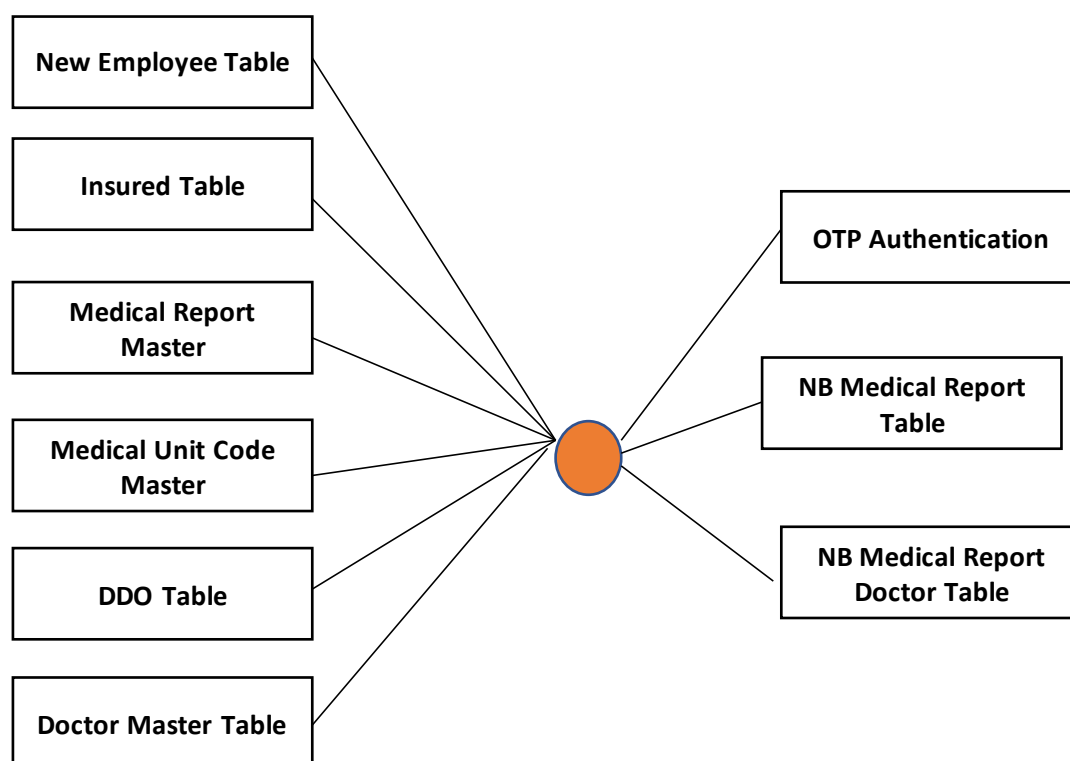 New Employee Table
Insured Table
Medical Report
Master
Medical Unit Code
Master
DDO Table
Doctor Master Table
OTP Authentication
NB Medical Report
Table
NB Medical Report
Doctor Table